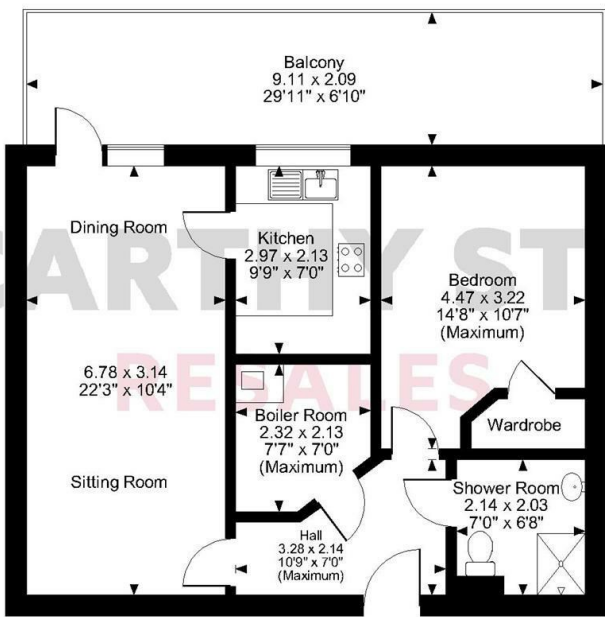 Balcony
9.11 x 2.09
29'11" x 6'10"
Dining Room
Kitchen
2.97 x 2.13
9'9" x 7'0"
Bedroom
4.47 x 3.22
14'8" x 10'7"
(Maximum)
CARTHY ST
RESALES
6.78 x 3.14
22'3" x 10'4"
Boiler Room
2.32 x 2.13
7'7" x 7'0"
(Maximum)
Wardrobe
Sitting Room
Shower Room
2.14 x 2.03
7'0" x 6'8"
Hall
3.28 x 2.14
10'9" x 7'0"
(Maximum)